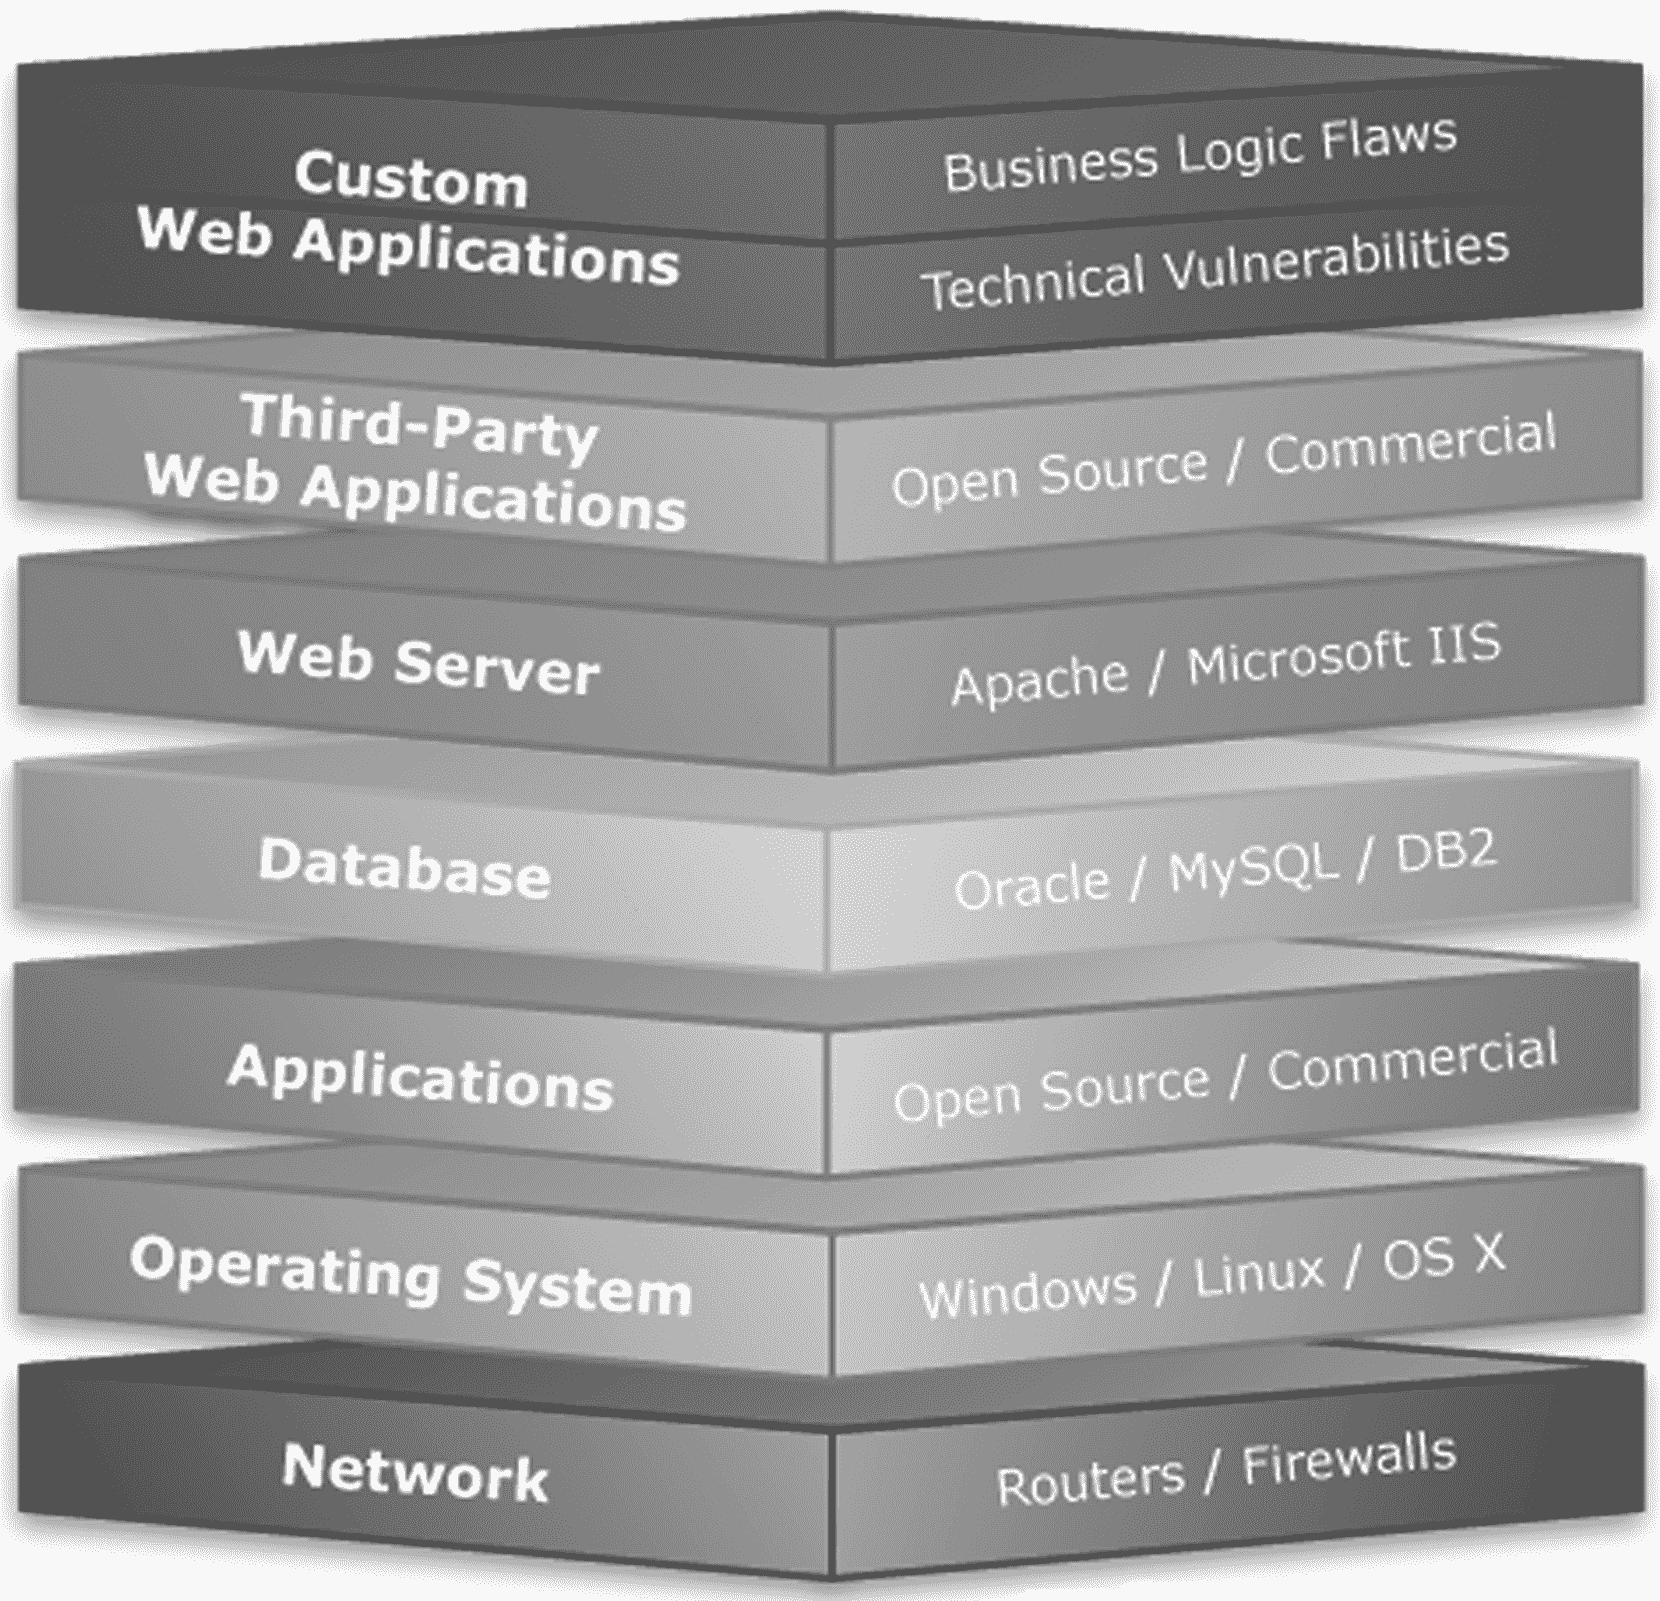 Custom
Web Applications
Business Logic Flaws
Technical Vulnerabilities
Third-Party
Web Applications
Open Source / Commercial
Web Server
Apache / Microsoft IIS
Database
Oracle / MySQL / DB2
Applications
Open Source / Commercial
Operating System
Windows / Linux / OS X
Network
Routers / Firewalls